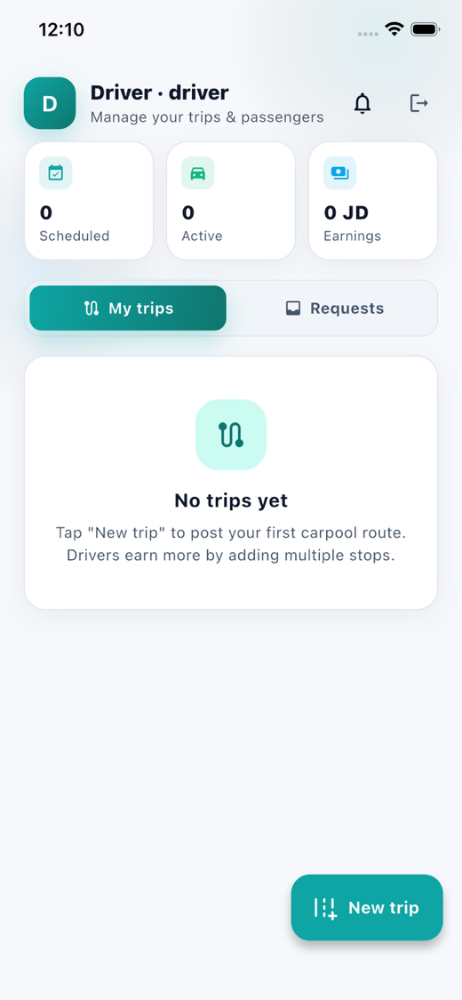 12:10
D
Driver · driver
Manage your trips & passengers
0
Scheduled
0
Active
0 JD
Earnings
My trips
Requests
No trips yet
Tap "New trip" to post your first carpool route.
Drivers earn more by adding multiple stops.
New trip